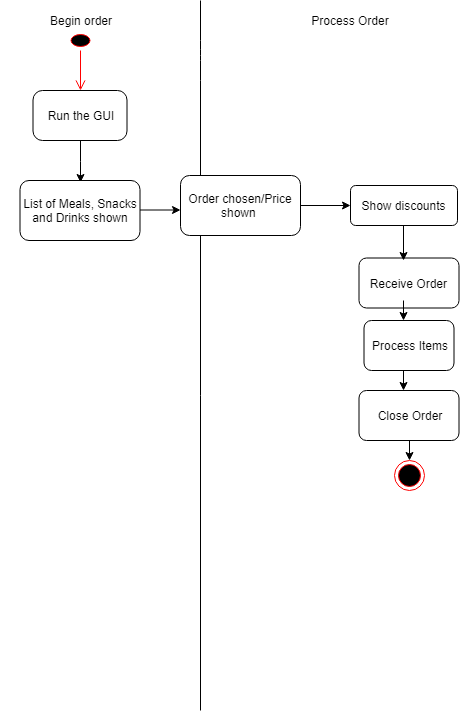 Begin order
Process Order
Run the GUI
List of Meals, Snacks
and Drinks shown
Order chosen/Price
shown
Show discounts
Receive Order
Process Items
Close Order